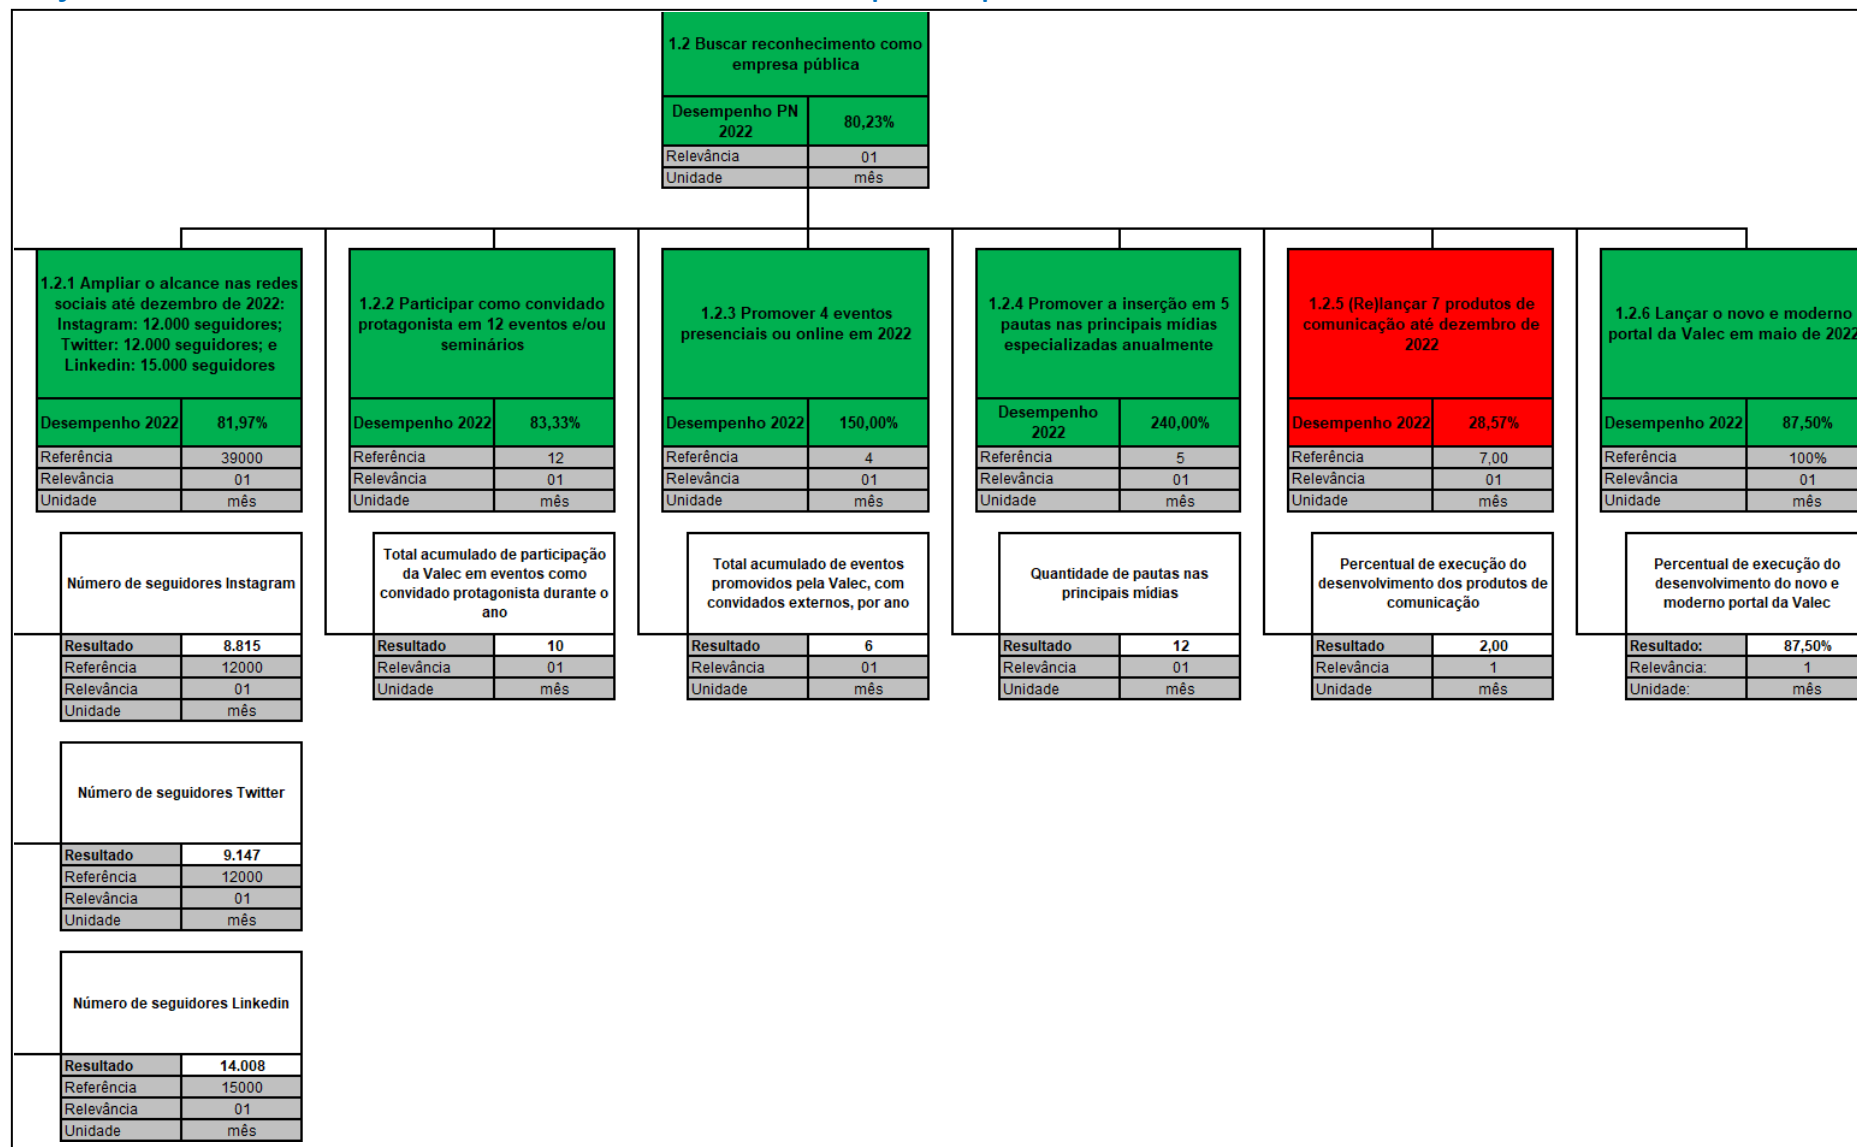 1.2 Buscar reconhecimento como
empresa pública
Desempenho PN
2022
80,23%
Relevância
01
Unidade
mês
1.2.1 Ampliar o alcance nas redes
sociais até dezembro de 2022:
Instagram: 12.000 seguidores;
Twitter: 12.000 seguidores; e
Linkedin: 15.000 seguidores
Desempenho 2022
81,97%
Referência
39000
Relevância
01
Unidade
mês
Número de seguidores Instagram
Resultado
8.815
Referência
12000
Relevância
01
Unidade
mês
Número de seguidores Twitter
Resultado
9.147
Referência
12000
Relevância
01
Unidade
mês
Número de seguidores Linkedin
Resultado
14.008
Referência
15000
Relevância
01
Unidade
mês
1.2.2 Participar como convidado
protagonista em 12 eventos e/ou
seminários
Desempenho 2022
83,33%
Referência
12
Relevância
01
Unidade
mês
Total acumulado de participação
da Valec em eventos como
convidado protagonista durante o
ano
Resultado
10
Relevância
01
Unidade
mês
1.2.3 Promover 4 eventos
presenciais ou online em 2022
Desempenho 2022
150,00%
Referência
4
Relevância
01
Unidade
mês
Total acumulado de eventos
promovidos pela Valec, com
convidados externos, por ano
Resultado
6
Relevância
01
Unidade
mês
1.2.4 Promover a inserção em 5
pautas nas principais mídias
especializadas anualmente
Desempenho
2022
240,00%
Referência
5
Relevância
01
Unidade
mês
Quantidade de pautas nas
principais mídias
Resultado
12
Relevância
01
Unidade
mês
1.2.5 (Re)lançar 7 produtos de
comunicação até dezembro de
2022
Desempenho 2022
28,57%
Referência
7,00
Relevância
01
Unidade
mês
Percentual de execução do
desenvolvimento dos produtos de
comunicação
Resultado
2,00
Relevância
1
Unidade
mês
1.2.6 Lançar o novo e moderno
portal da Valec em maio de 2022
Desempenho 2022
87,50%
Referência
100%
Relevância
01
Unidade
mês
Percentual de execução do
desenvolvimento do novo e
moderno portal da Valec
Resultado:
87,50%
Relevância:
1
Unidade:
mês